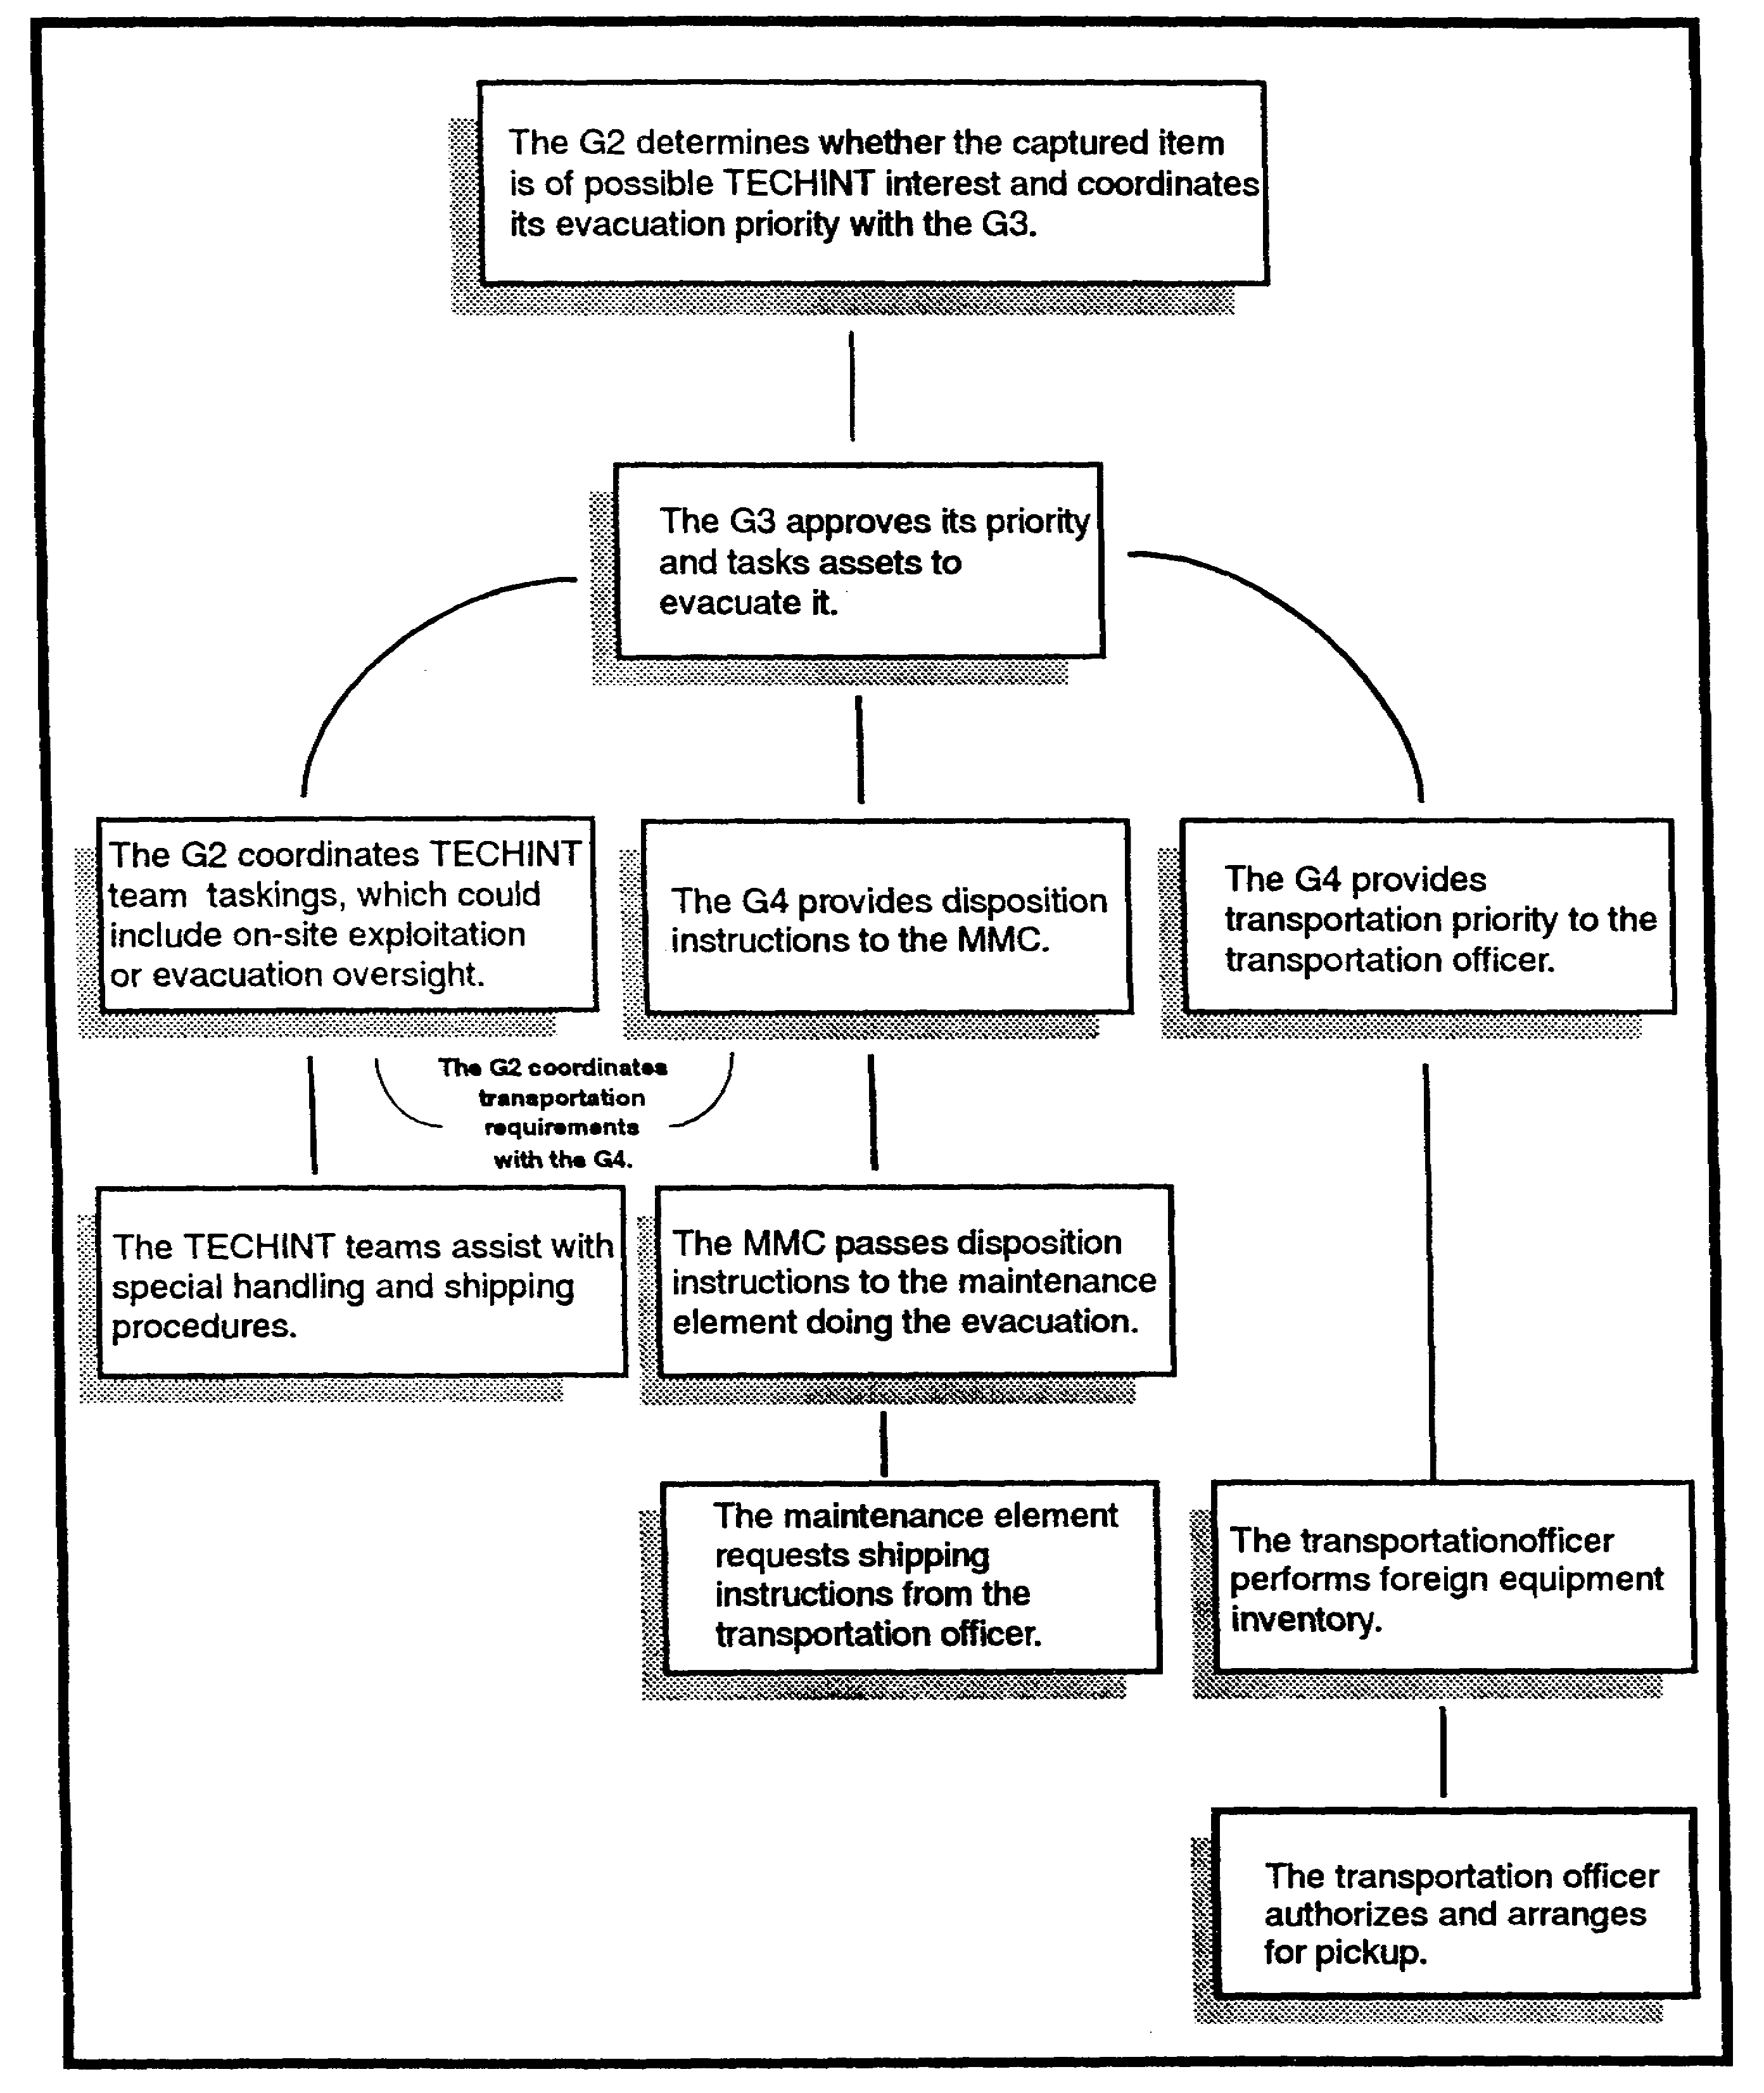 The G2 determines whether the captured item
is of possible TECHINT interest and coordinates
its evacuation priority with the G3.
The G3 approves its priority
and tasks assets to
evacuate it.
The G2 coordinates TECHINT
team taskings, which could
include on-site exploitation
or evacuation oversight.
The G4 provides disposition
instructions to the MMC.
The G4 provides
transportation priority to the
transportation officer.
The G2 coordinates
transportation
requirements
with the G4.
The TECHINT teams assist with
special handling and shipping
procedures.
The MMC passes disposition
instructions to the maintenance
element doing the evacuation.
The maintenance element
requests shipping
instructions from the
transportation officer.
The transportationofficer
performs foreign equipment
inventory.
The transportation officer
authorizes and arranges
for pickup.